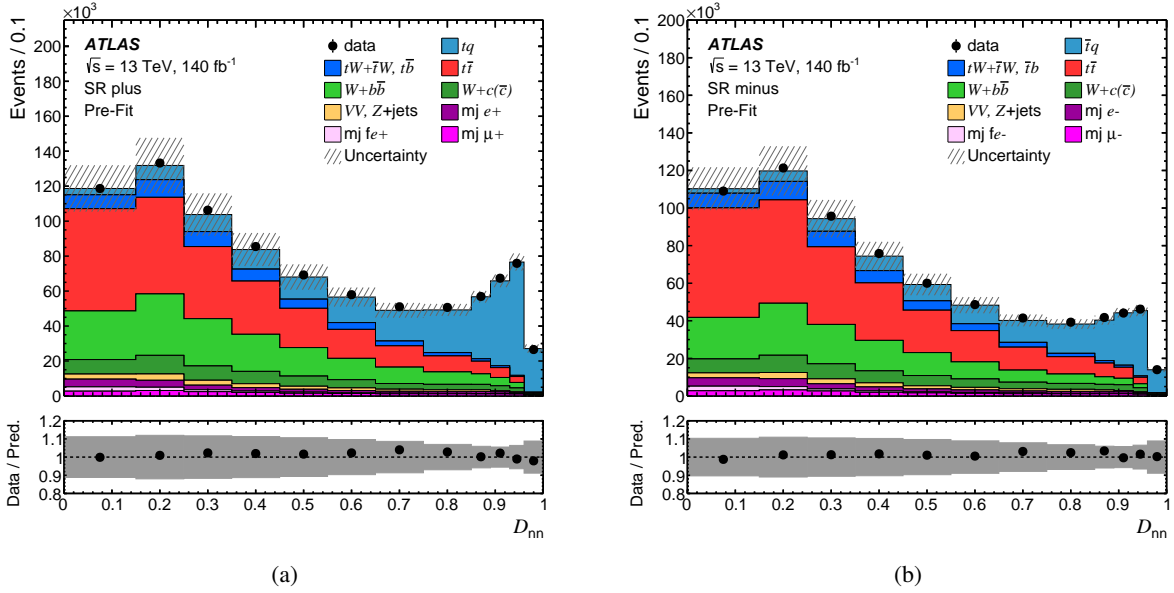 ×10³
200
180
160
140
120
100
80
60
40
20
0
Events / 0.1
ATLAS
√s = 13 TeV, 140 fb⁻¹
SR plus
Pre-Fit
data
tq
tW+t̄W, tb̄
tt̄
W+bb̄
W+c(c̄)
VV, Z+jets
mj e+
mj fe+
mj μ+
Uncertainty
1.2
1.1
1.0
0.9
0.8
Data / Pred.
0 0.1 0.2 0.3 0.4 0.5 0.6 0.7 0.8 0.9 1
Dnn
(a)
×10³
200
180
160
140
120
100
80
60
40
20
0
Events / 0.1
ATLAS
√s = 13 TeV, 140 fb⁻¹
SR minus
Pre-Fit
data
t̄q
tW+t̄W, t̄b
tt̄
W+bb̄
W+c(c̄)
VV, Z+jets
mj e-
mj fe-
mj μ-
Uncertainty
1.2
1.1
1.0
0.9
0.8
Data / Pred.
0 0.1 0.2 0.3 0.4 0.5 0.6 0.7 0.8 0.9 1
Dnn
(b)